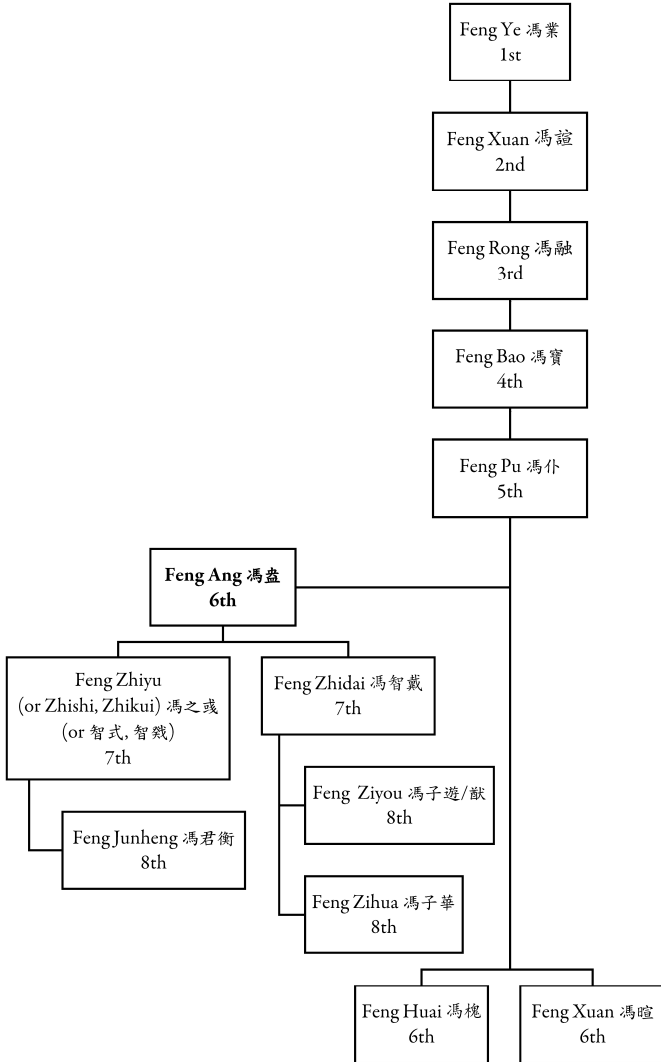 Feng Ye 馮業
1st
Feng Xuan 馮諠
2nd
Feng Rong 馮融
3rd
Feng Bao 馮寶
4th
Feng Pu 馮仆
5th
Feng Ang 馮盎
6th
Feng Zhiyu
(or Zhishi, Zhikui) 馮之彧
(or 智式, 智戣)
7th
Feng Zhidai 馮智戴
7th
Feng Ziyou 馮子遊/猷
8th
Feng Junheng 馮君衡
8th
Feng Zihua 馮子華
8th
Feng Huai 馮槐
6th
Feng Xuan 馮暄
6th